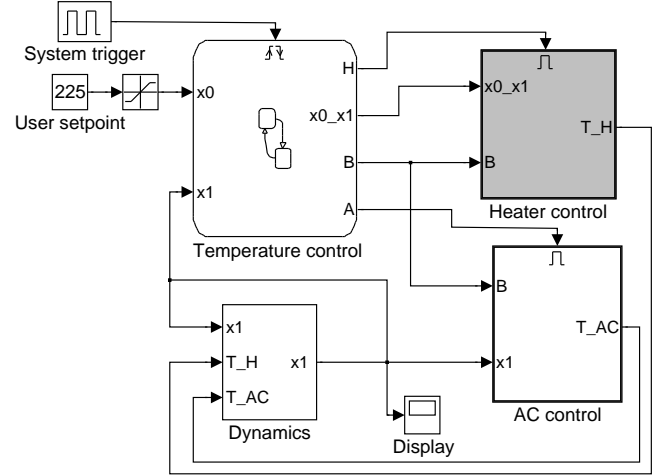 System trigger
225
User setpoint
x0
x1
H
x0_x1
B
A
Temperature control
x0_x1
B
T_H
Heater control
B
x1
T_AC
AC control
x1
T_H
T_AC
x1
Dynamics
Display